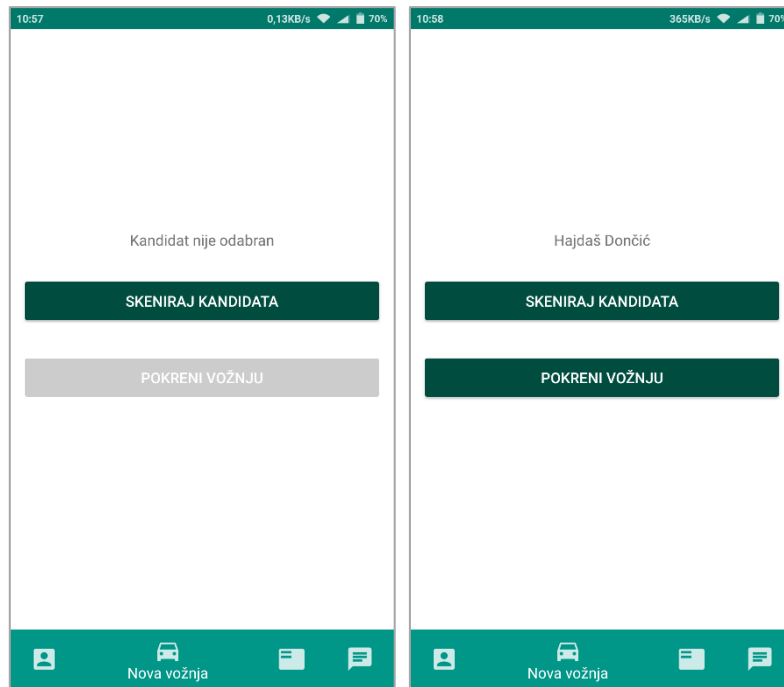 10:57 0,13KB/s 70%
Kandidat nije odabran
SKENIRAJ KANDIDATA
POKRENI VOŽNJU
Nova vožnja
10:58 365KB/s 70%
Hajdaš Dončić
SKENIRAJ KANDIDATA
POKRENI VOŽNJU
Nova vožnja